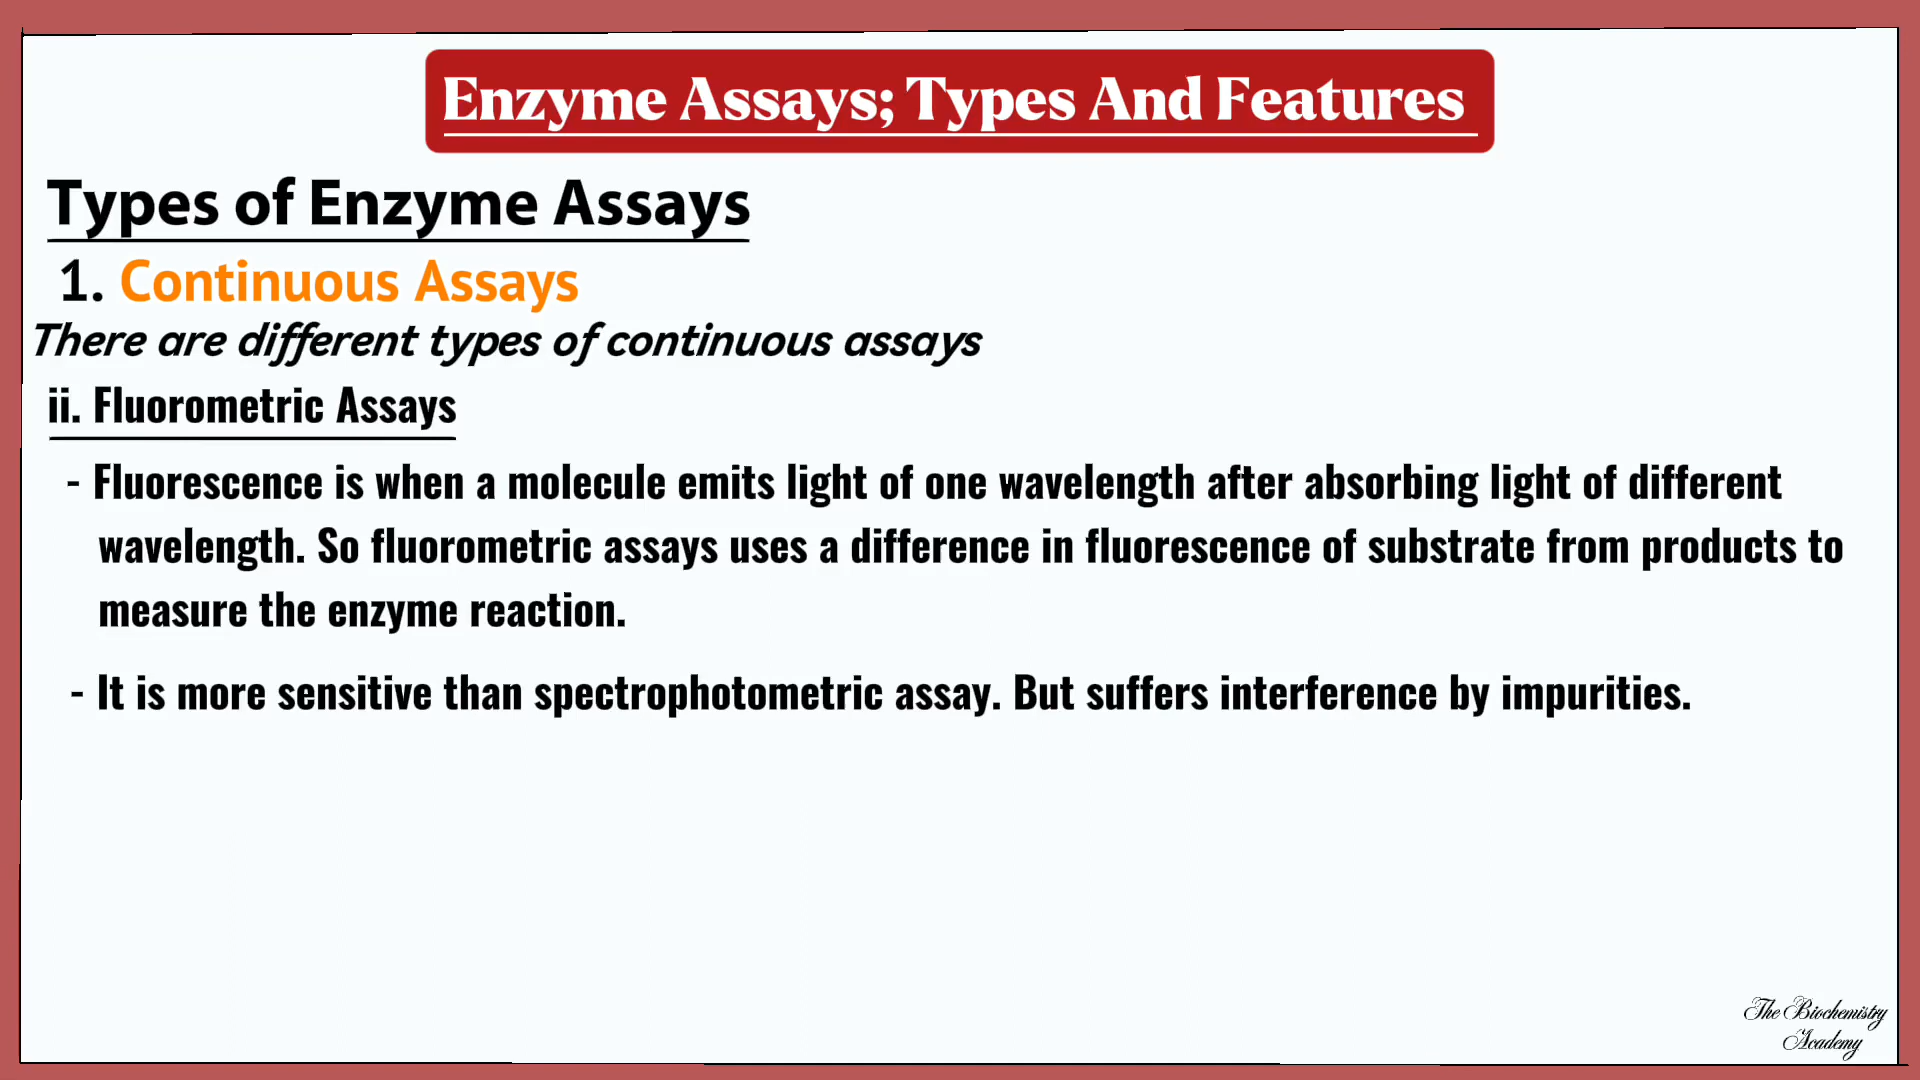 Enzyme Assays; Types And Features
Types of Enzyme Assays
1. Continuous Assays
There are different types of continuous assays
ii. Fluorometric Assays
- Fluorescence is when a molecule emits light of one wavelength after absorbing light of different
wavelength. So fluorometric assays uses a difference in fluorescence of substrate from products to
measure the enzyme reaction.
- It is more sensitive than spectrophotometric assay. But suffers interference by impurities.
The Biochemistry
Academy